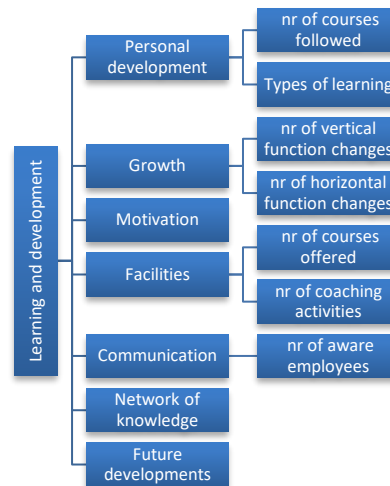 Learning and development
Personal
development
nr of courses
followed
Types of learning
Growth
nr of vertical
function changes
nr of horizontal
function changes
Motivation
Facilities
nr of courses
offered
nr of coaching
activities
Communication
nr of aware
employees
Network of
knowledge
Future
developments